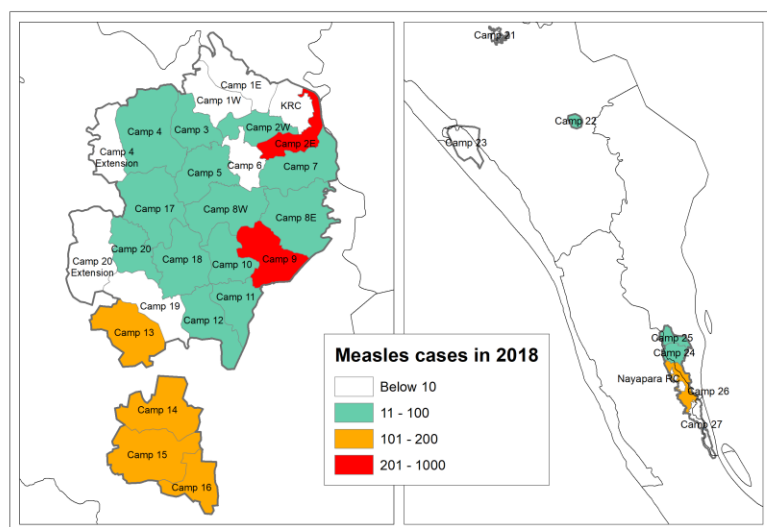 Camp 1E
Camp 1W
KRC
Camp 4
Camp 3
Camp 2W
Camp 2E
Camp 4
Extension
Camp 6
Camp 7
Camp 5
Camp 17
Camp 8W
Camp 8E
Camp 20
Camp 18
Camp 10
Camp 9
Camp 20
Extension
Camp 19
Camp 11
Camp 13
Camp 12
Camp 14
Camp 15
Camp 16
Camp 21
Camp 22
Camp 23
Camp 25
Camp 24
Nayapara RC
Camp 26
Camp 27
Measles cases in 2018
Below 10
11 - 100
101 - 200
201 - 1000